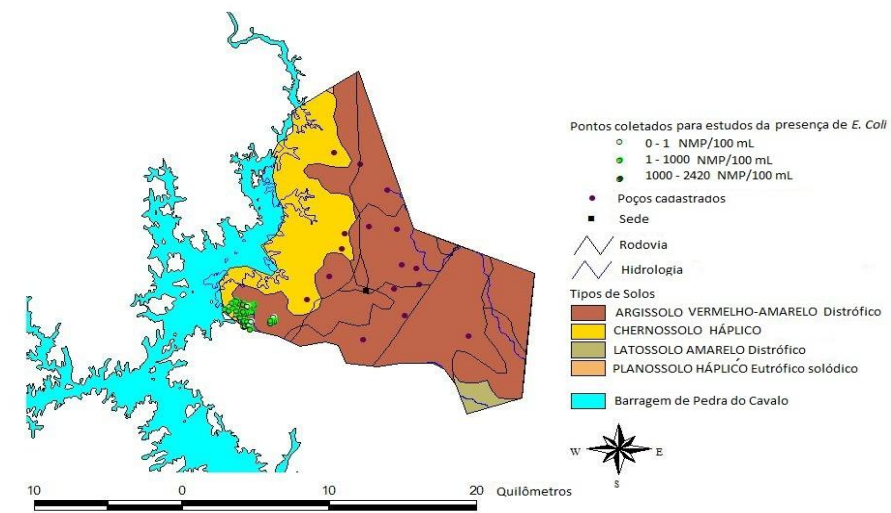 Pontos coletados para estudos da presença de E. Coli
0 - 1 NMP/100 mL
1 - 1000 NMP/100 mL
1000 - 2420 NMP/100 mL
Poços cadastrados
Sede
Rodovia
Hidrologia
Tipos de Solos
ARGISSOLO VERMELHO-AMARELO Distrófico
CHERNOSSOLO HÁPLICO
LATOSSOLO AMARELO Distrófico
PLANOSSOLO HÁPLICO Eutrófico solódico
Barragem de Pedra do Cavalo
W E
S
10 0 10 20 Quilômetros